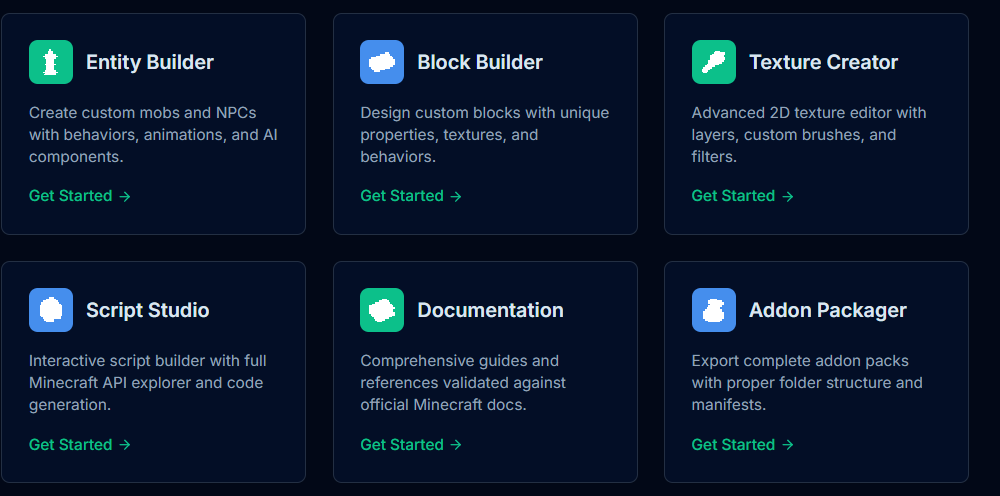 Entity Builder
Create custom mobs and NPCs
with behaviors, animations, and AI
components.
Get Started →
Block Builder
Design custom blocks with unique
properties, textures, and
behaviors.
Get Started →
Texture Creator
Advanced 2D texture editor with
layers, custom brushes, and
filters.
Get Started →
Script Studio
Interactive script builder with full
Minecraft API explorer and code
generation.
Get Started →
Documentation
Comprehensive guides and
references validated against
official Minecraft docs.
Get Started →
Addon Packager
Export complete addon packs
with proper folder structure and
manifests.
Get Started →